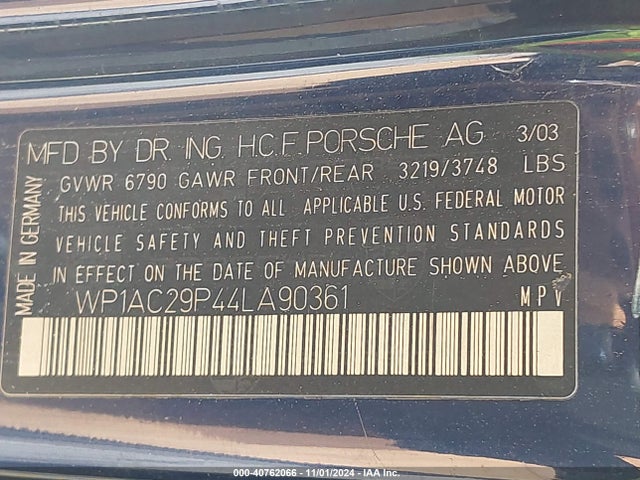 MFD BY DR. ING. H.C.F. PORSCHE AG 3/03
GVWR 6790 GAWR FRONT/REAR 3219/3748 LBS
THIS VEHICLE CONFORMS TO ALL APPLICABLE U.S. FEDERAL MOTOR
VEHICLE SAFETY AND THEFT PREVENTION STANDARDS
IN EFFECT ON THE DATE OF MANUFACTURE SHOWN ABOVE.
WP1AC29P44LA90361 MPV
MADE IN GERMANY
000-40762066 - 11/01/2024 - IAA Inc.